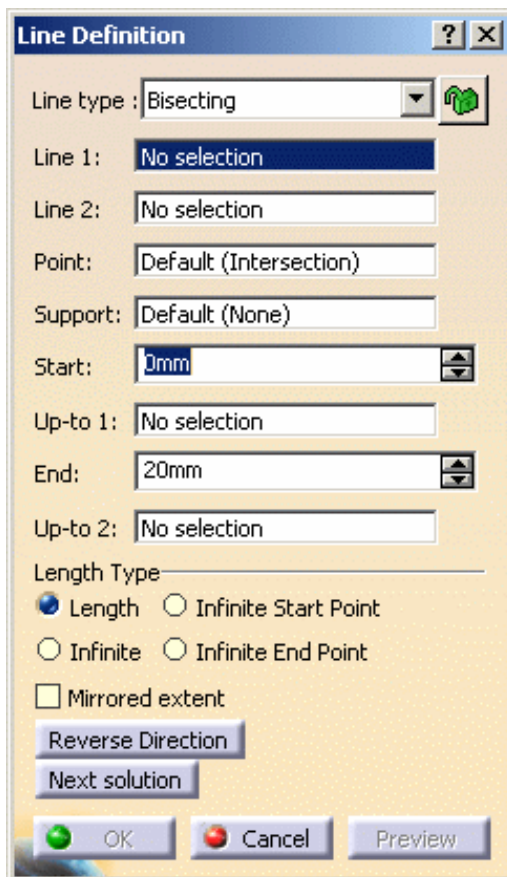 Line Definition ? X
Line type : Bisecting
Line 1: No selection
Line 2: No selection
Point: Default (Intersection)
Support: Default (None)
Start: 0mm
Up-to 1: No selection
End: 20mm
Up-to 2: No selection
Length Type
Length Infinite Start Point
Infinite Infinite End Point
Mirrored extent
Reverse Direction
Next solution
OK Cancel Preview